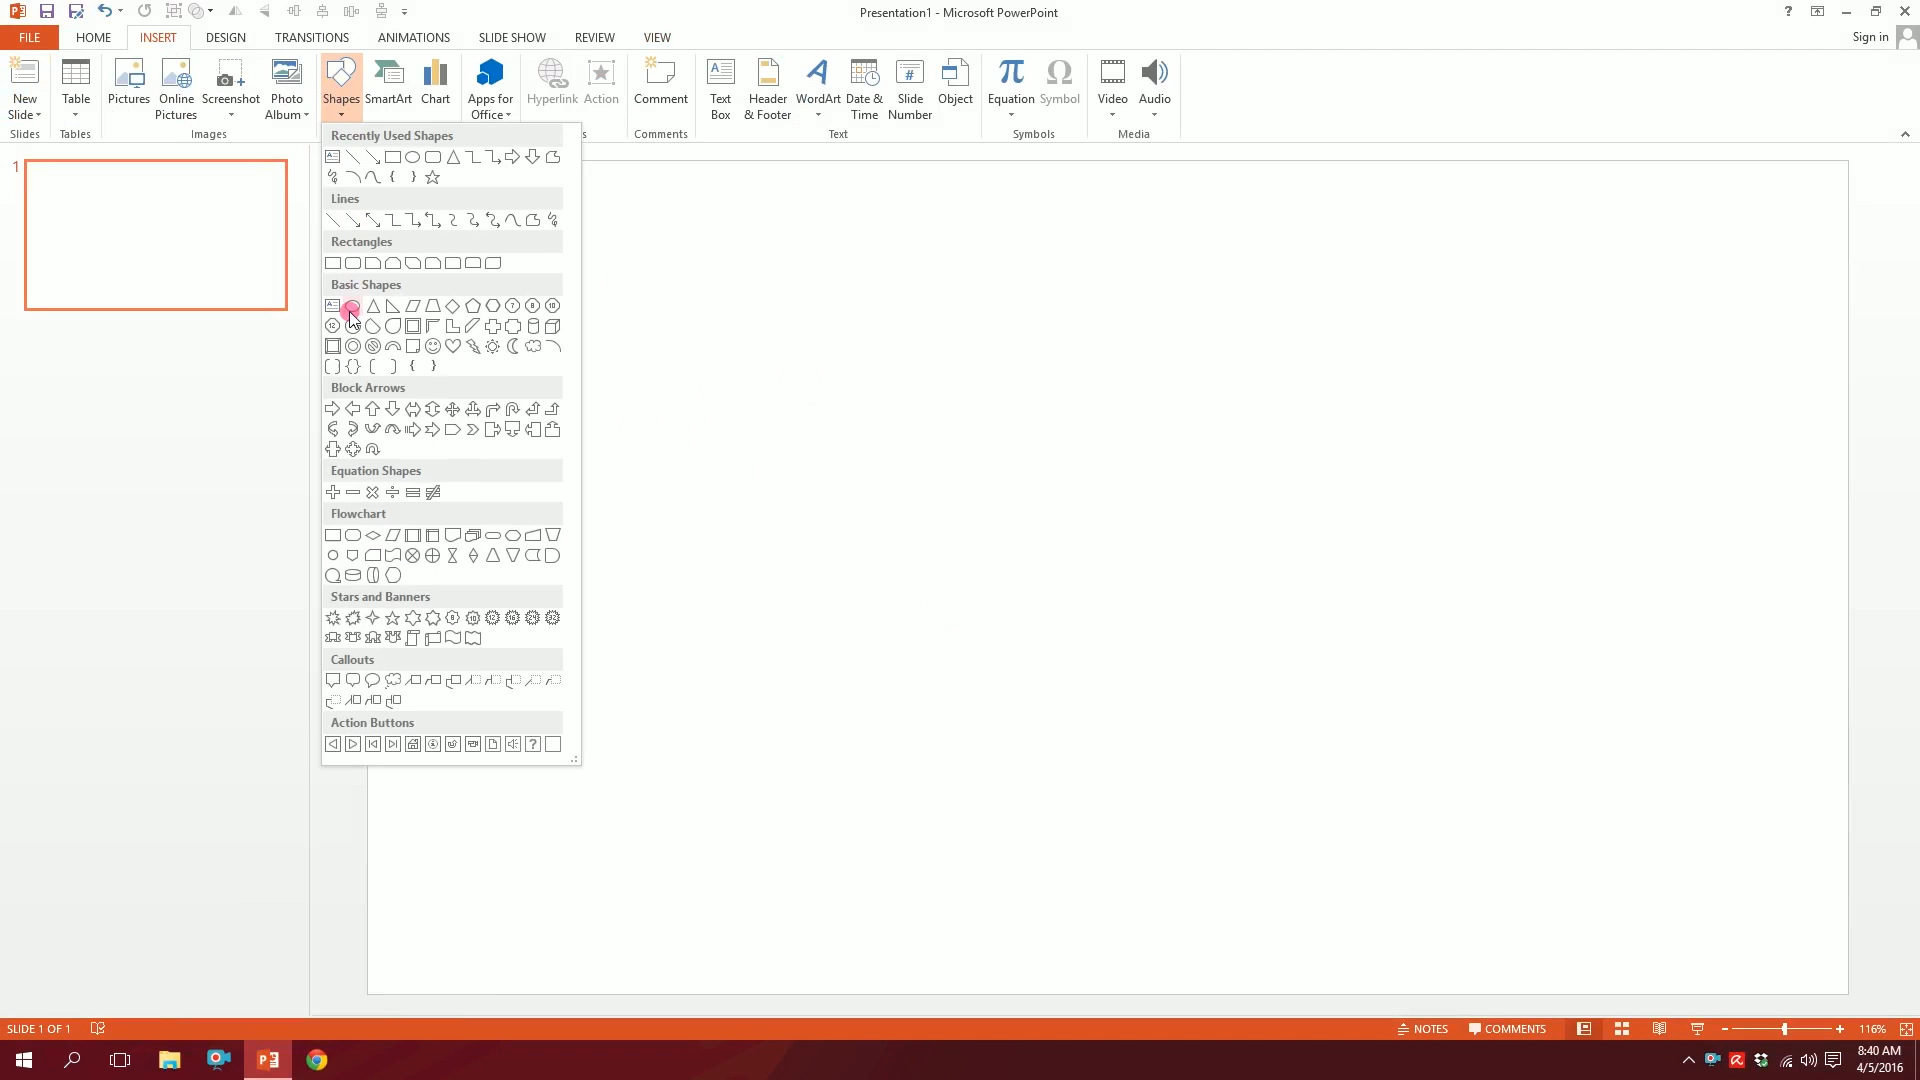 Presentation1 - Microsoft PowerPoint
FILE HOME INSERT DESIGN TRANSITIONS ANIMATIONS SLIDE SHOW REVIEW VIEW
Sign in
New Slide
Table
Pictures
Online Pictures
Screenshot
Photo Album
Shapes
SmartArt
Chart
Apps for Office
Hyperlink
Action
Comment
Text Box
Header & Footer
WordArt
Date & Time
Slide Number
Object
Equation
Symbol
Video
Audio
Slides Tables Images s Comments Text Symbols Media
1
Recently Used Shapes
Lines
Rectangles
Basic Shapes
Block Arrows
Equation Shapes
Flowchart
Stars and Banners
Callouts
Action Buttons
SLIDE 1 OF 1
NOTES COMMENTS 116%
8:40 AM
4/5/2016